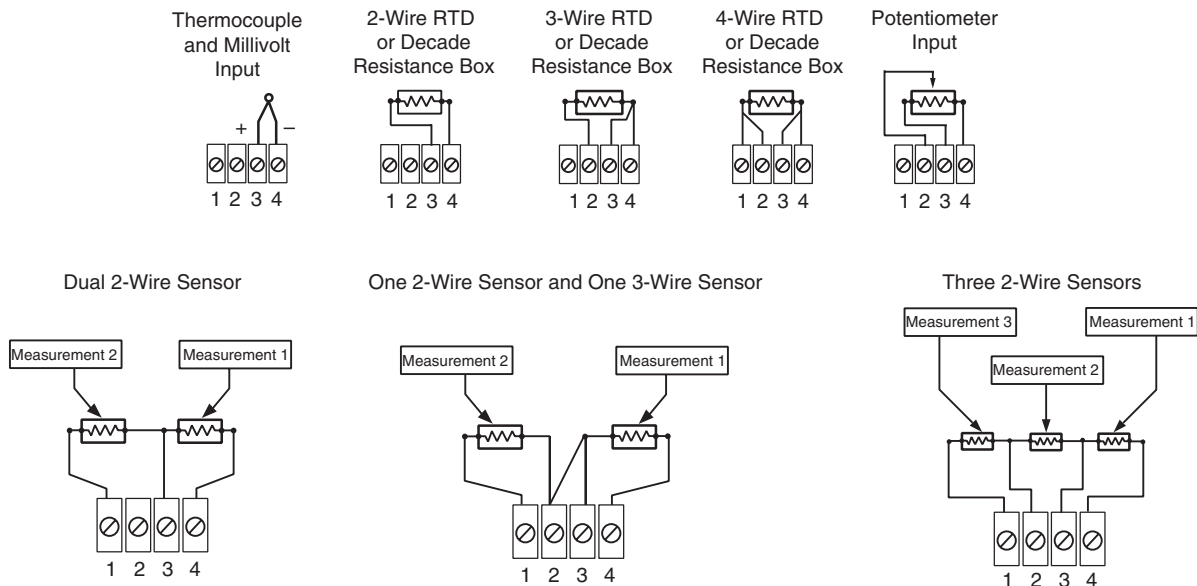 Thermocouple
and Millivolt
Input
+ −
1 2 3 4
2-Wire RTD
or Decade
Resistance Box
1 2 3 4
3-Wire RTD
or Decade
Resistance Box
1 2 3 4
4-Wire RTD
or Decade
Resistance Box
1 2 3 4
Potentiometer
Input
1 2 3 4
Dual 2-Wire Sensor
Measurement 2
Measurement 1
1 2 3 4
One 2-Wire Sensor and One 3-Wire Sensor
Measurement 2
Measurement 1
1 2 3 4
Three 2-Wire Sensors
Measurement 3
Measurement 1
Measurement 2
1 2 3 4